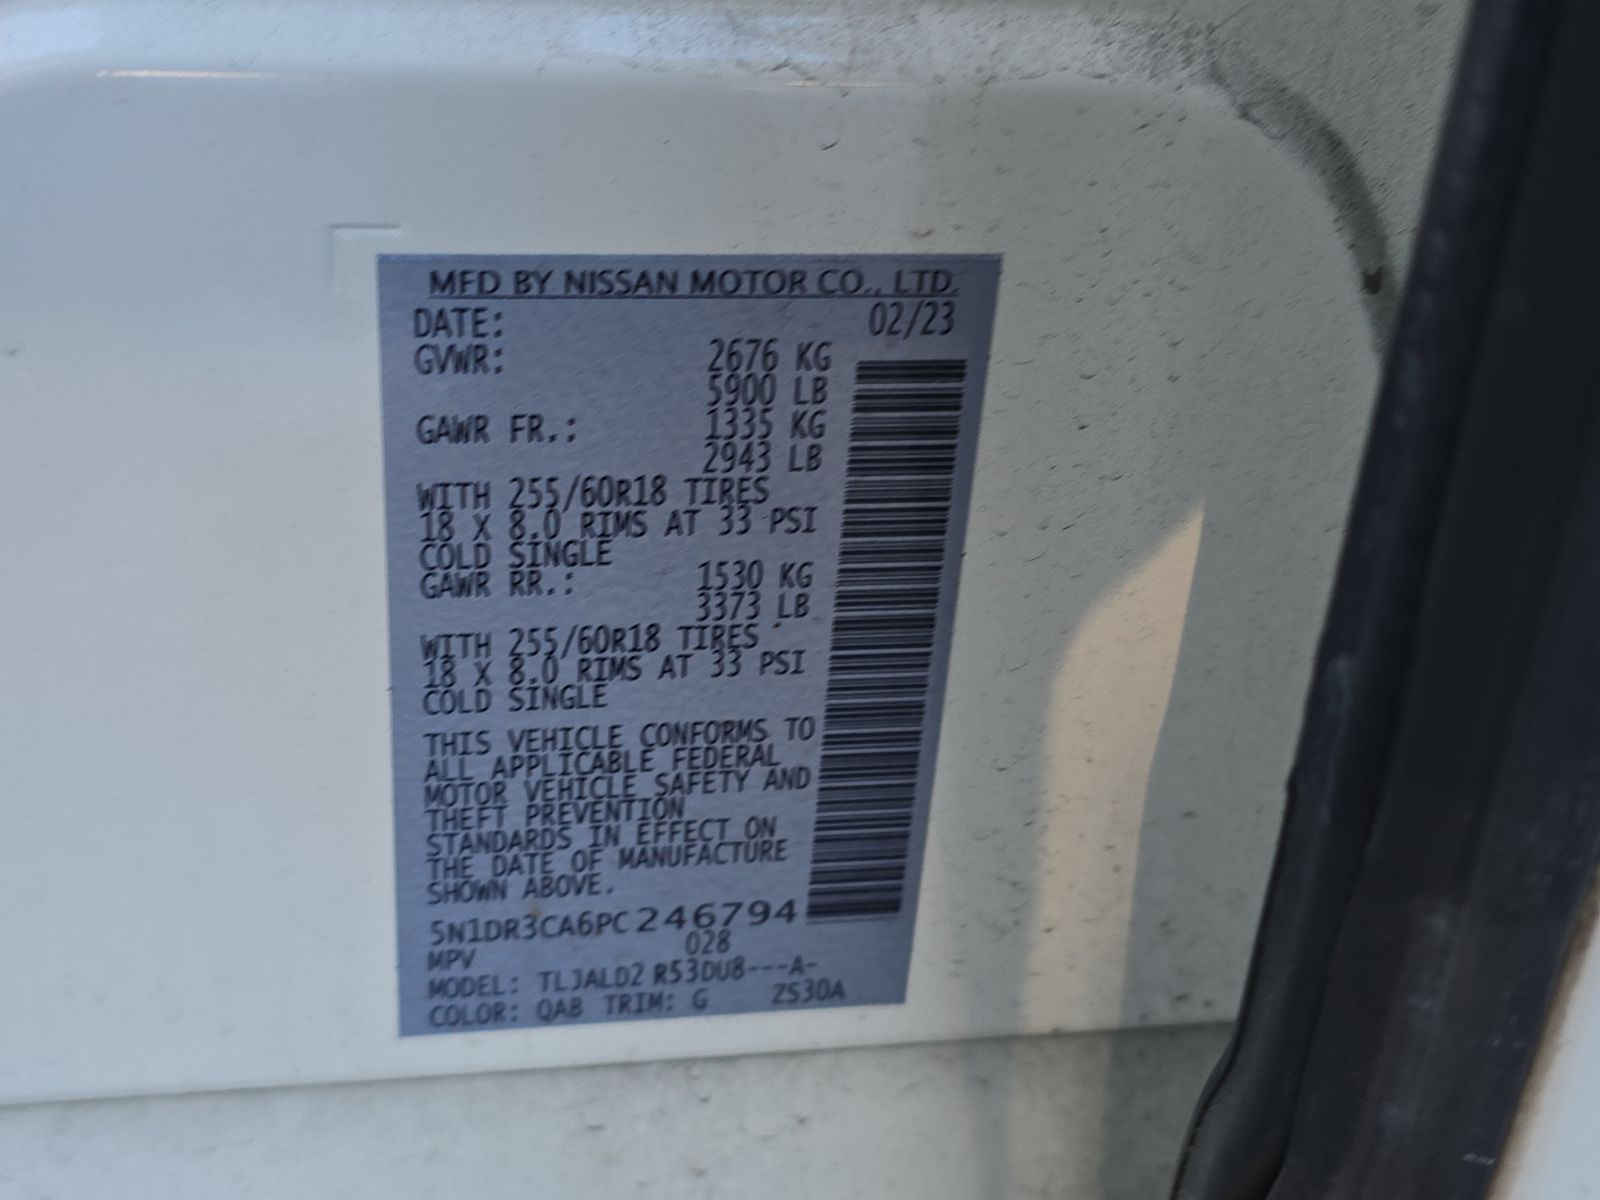 MFD BY NISSAN MOTOR CO., LTD.
DATE: 02/23
GVWR: 2676 KG
5900 LB
GAWR FR.: 1335 KG
2943 LB
WITH 255/60R18 TIRES
18 X 8.0 RIMS AT 33 PSI
COLD SINGLE
GAWR RR.: 1530 KG
3373 LB
WITH 255/60R18 TIRES
18 X 8.0 RIMS AT 33 PSI
COLD SINGLE
THIS VEHICLE CONFORMS TO
ALL APPLICABLE FEDERAL
MOTOR VEHICLE SAFETY AND
THEFT PREVENTION
STANDARDS IN EFFECT ON
THE DATE OF MANUFACTURE
SHOWN ABOVE.
5N1DR3CA6PC246794
MPV 028
MODEL: TLJALD2 R53DU8---A-
COLOR: QAB TRIM: G ZS30A